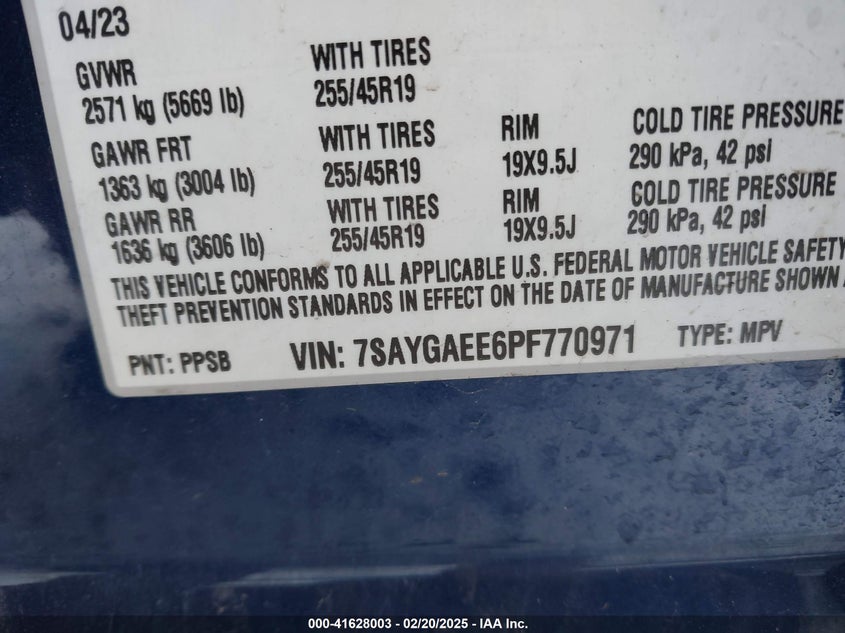 04/23
GVWR WITH TIRES
2571 kg (5669 lb) 255/45R19
GAWR FRT WITH TIRES RIM COLD TIRE PRESSURE
1363 kg (3004 lb) 255/45R19 19X9.5J 290 kPa, 42 psi
GAWR RR WITH TIRES RIM COLD TIRE PRESSURE
1636 kg (3606 lb) 255/45R19 19X9.5J 290 kPa, 42 psi
THIS VEHICLE CONFORMS TO ALL APPLICABLE U.S. FEDERAL MOTOR VEHICLE SAFETY
THEFT PREVENTION STANDARDS IN EFFECT ON THE DATE OF MANUFACTURE SHOWN
PNT: PPSB VIN: 7SAYGAEE6PF770971 TYPE: MPV
000-41628003 - 02/20/2025 - IAA Inc.